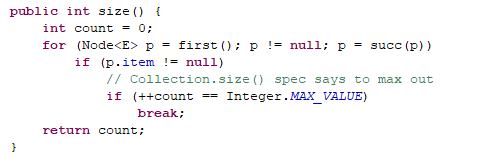 public int size() {
    int count = 0;
    for (Node<E> p = first(); p != null; p = succ(p))
        if (p.item != null)
            // Collection.size() spec says to max out
            if (++count == Integer.MAX_VALUE)
                break;
    return count;
}